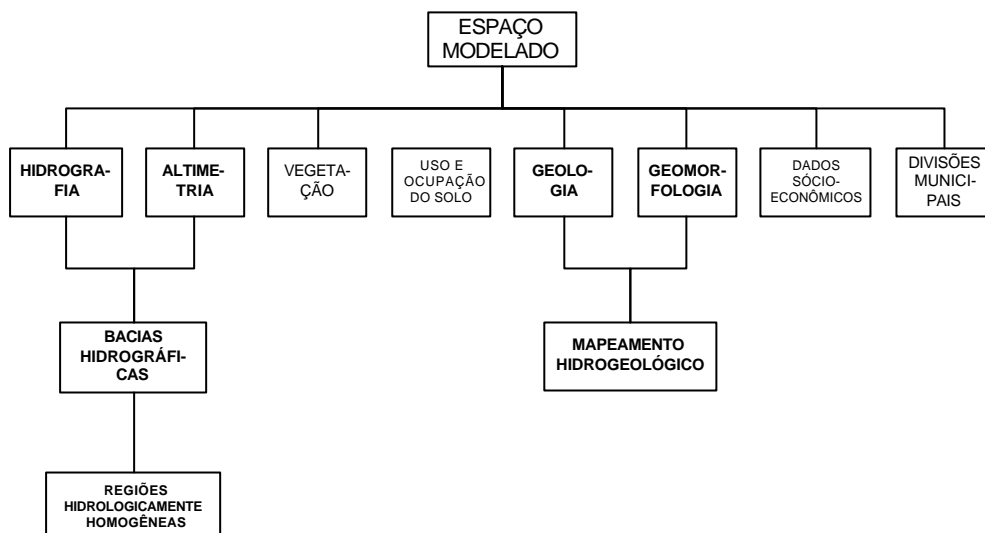 ESPAÇO
MODELADO
HIDROGRA-
FIA
ALTIME-
TRIA
VEGETA-
ÇÃO
USO E
OCUPAÇÃO
DO SOLO
GEOLO-
GIA
GEOMOR-
FOLOGIA
DADOS
SÓCIO-
ECONÔMICOS
DIVISÕES
MUNICI-
PAIS
BACIAS
HIDROGRÁFI-
CAS
MAPEAMENTO
HIDROGEOLÓGICO
REGIÕES
HIDROLOGICAMENTE
HOMOGÊNEAS